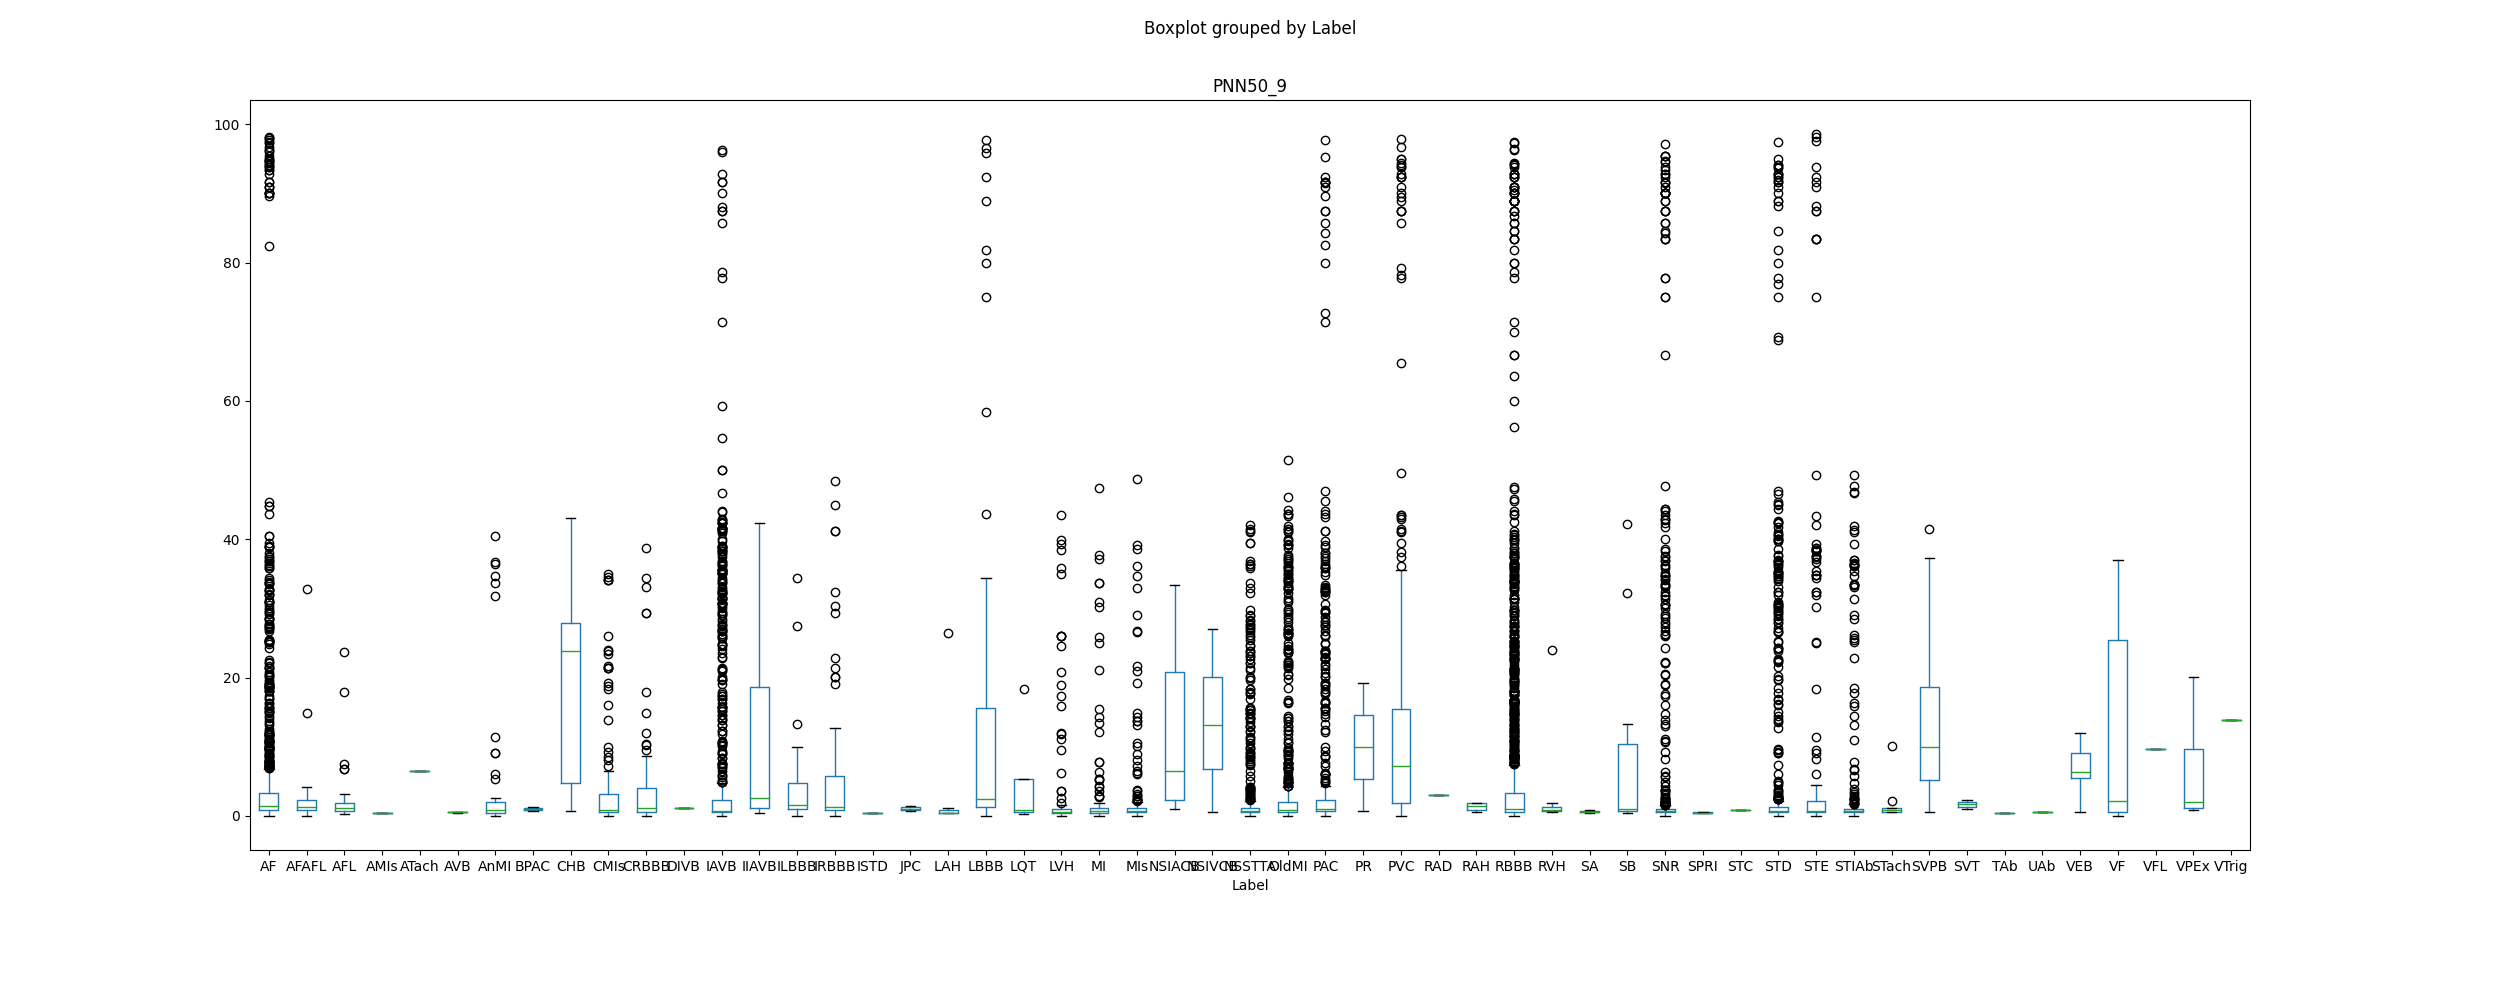 Boxplot grouped by Label
PNN50_9
100
80
60
40
20
0
AF AFAFL AFL AMIs ATach AVB AnMI BPAC CHB CMIs CRBBB DIVB IAVB IIAVB ILBBB IRBBB ISTD JPC LAH LBBB LQT LVH MI MIs NSIACB NSIVCB NSSTTA OldMI PAC PR PVC RAD RAH RBBB RVH SA SB SNR SPRI STC STD STE STIAb STach SVPB SVT TAb UAb VEB VF VFL VPEx VTrig
Label